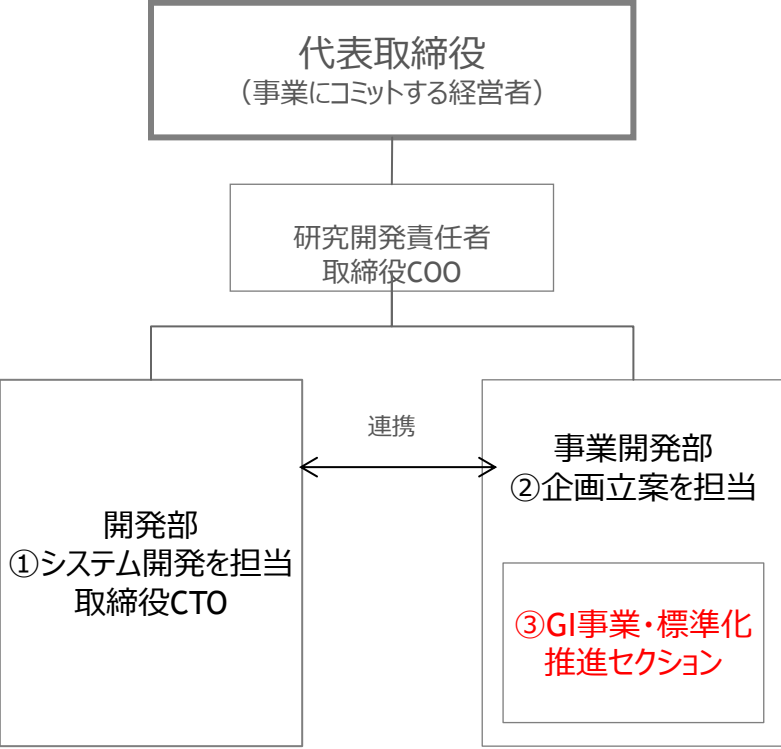 代表取締役
（事業にコミットする経営者）
研究開発責任者
取締役COO
連携
開発部
①システム開発を担当
取締役CTO
事業開発部
②企画立案を担当
③GI事業・標準化
推進セクション